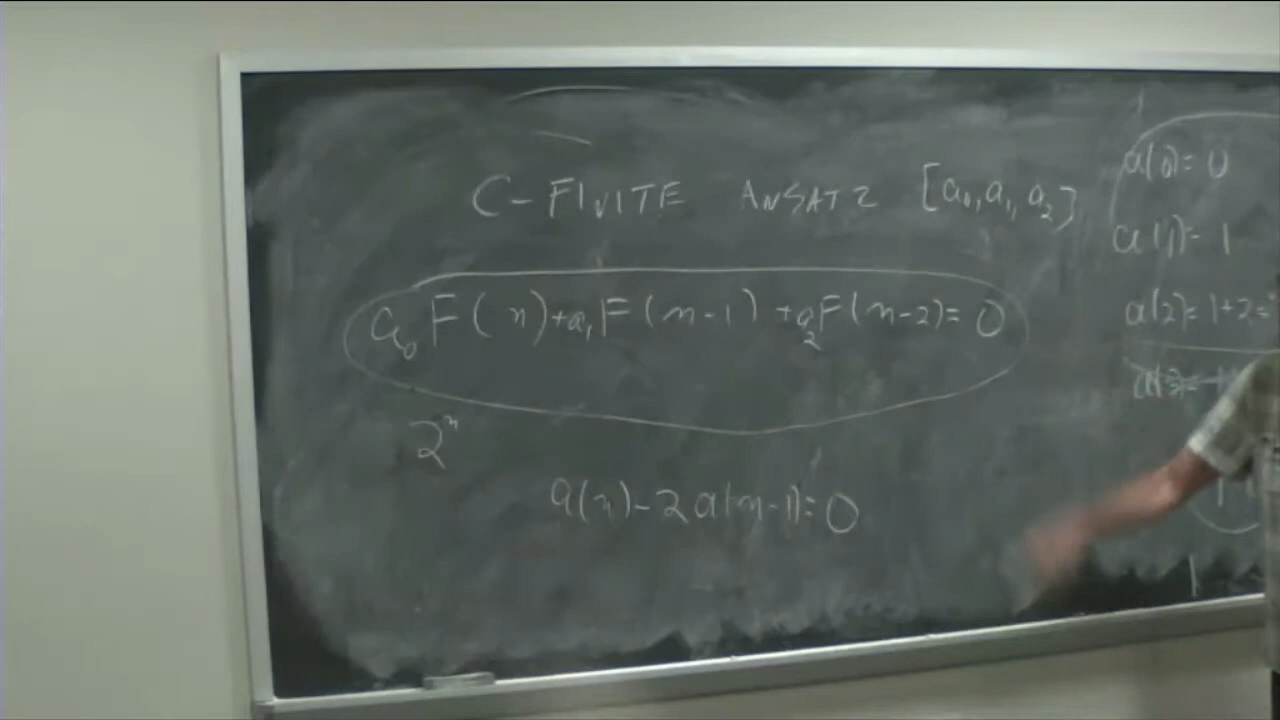 C-FINITE ANSATZ [a₀, a₁, a₂]
a₀F(n)+a₁F(n-1)+a₂F(n-2)=0
2ⁿ
a(n)-2a(n-1)=0
a(0)=0
a(1)=1
a(2)=1+2=